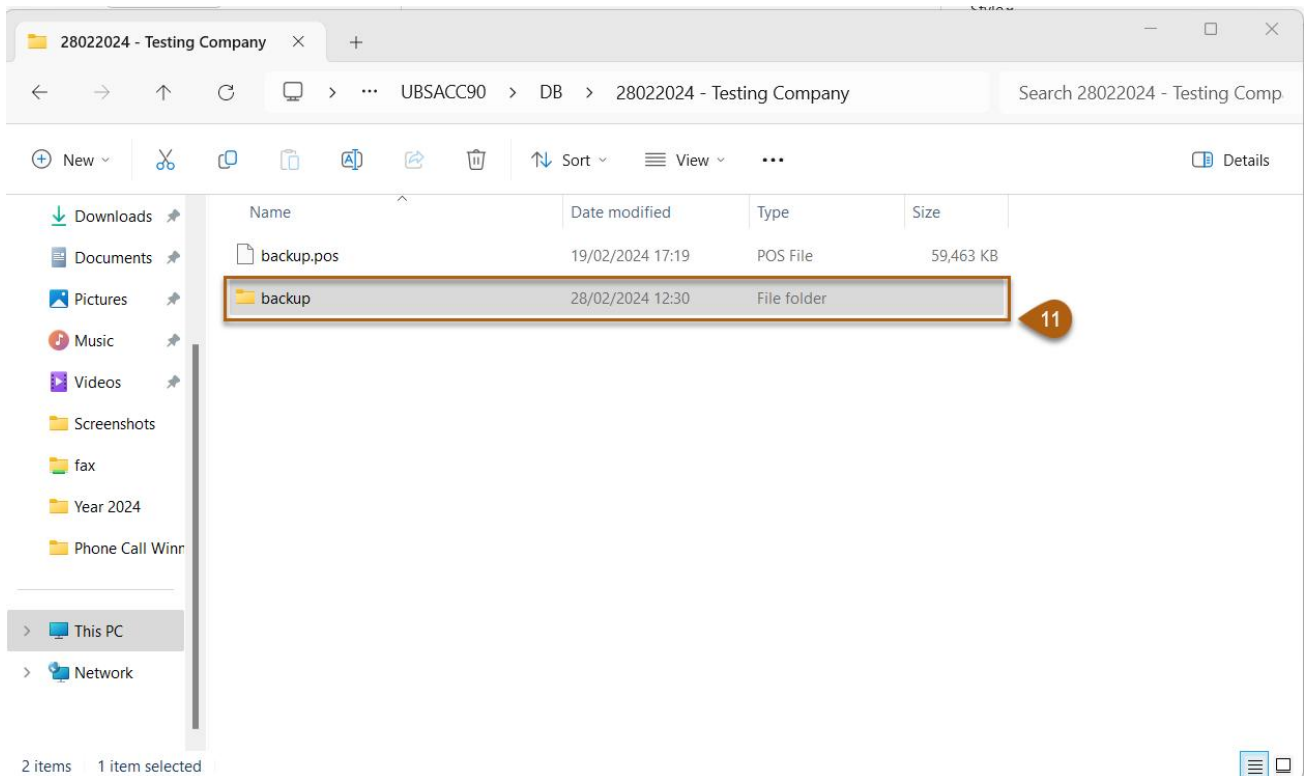 28022024 - Testing Company
UBSACC90 > DB > 28022024 - Testing Company
Search 28022024 - Testing Comp
New
Sort
View
Details
Name Date modified Type Size
backup.pos 19/02/2024 17:19 POS File 59,463 KB
backup 28/02/2024 12:30 File folder
11
Downloads
Documents
Pictures
Music
Videos
Screenshots
fax
Year 2024
Phone Call Winn
This PC
Network
2 items 1 item selected